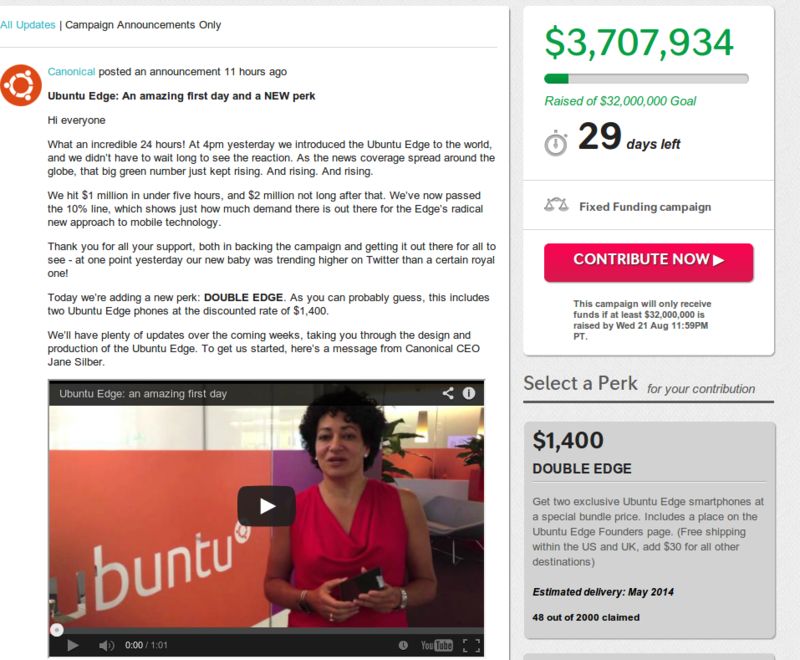 All Updates | Campaign Announcements Only
Canonical posted an announcement 11 hours ago
Ubuntu Edge: An amazing first day and a NEW perk
Hi everyone
What an incredible 24 hours! At 4pm yesterday we introduced the Ubuntu Edge to the world,
and we didn't have to wait long to see the reaction. As the news coverage spread around the
globe, that big green number just kept rising. And rising. And rising.
We hit $1 million in under five hours, and $2 million not long after that. We've now passed
the 10% line, which shows just how much demand there is out there for the Edge's radical
new approach to mobile technology.
Thank you for all your support, both in backing the campaign and getting it out there for all to
see - at one point yesterday our new baby was trending higher on Twitter than a certain royal
one!
Today we're adding a new perk: DOUBLE EDGE. As you can probably guess, this includes
two Ubuntu Edge phones at the discounted rate of $1,400.
We'll have plenty of updates over the coming weeks, taking you through the design and
production of the Ubuntu Edge. To get us started, here's a message from Canonical CEO
Jane Silber.
Ubuntu Edge: an amazing first day
ubuntu
ubuntu
0:00 / 1:01
YouTube
$3,707,934
Raised of $32,000,000 Goal
29 days left
Fixed Funding campaign
CONTRIBUTE NOW ▶
This campaign will only receive
funds if at least $32,000,000 is
raised by Wed 21 Aug 11:59PM
PT.
Select a Perk for your contribution
$1,400
DOUBLE EDGE
Get two exclusive Ubuntu Edge smartphones at
a special bundle price. Includes a place on the
Ubuntu Edge Founders page. (Free shipping
within the US and UK, add $30 for all other
destinations)
Estimated delivery: May 2014
48 out of 2000 claimed